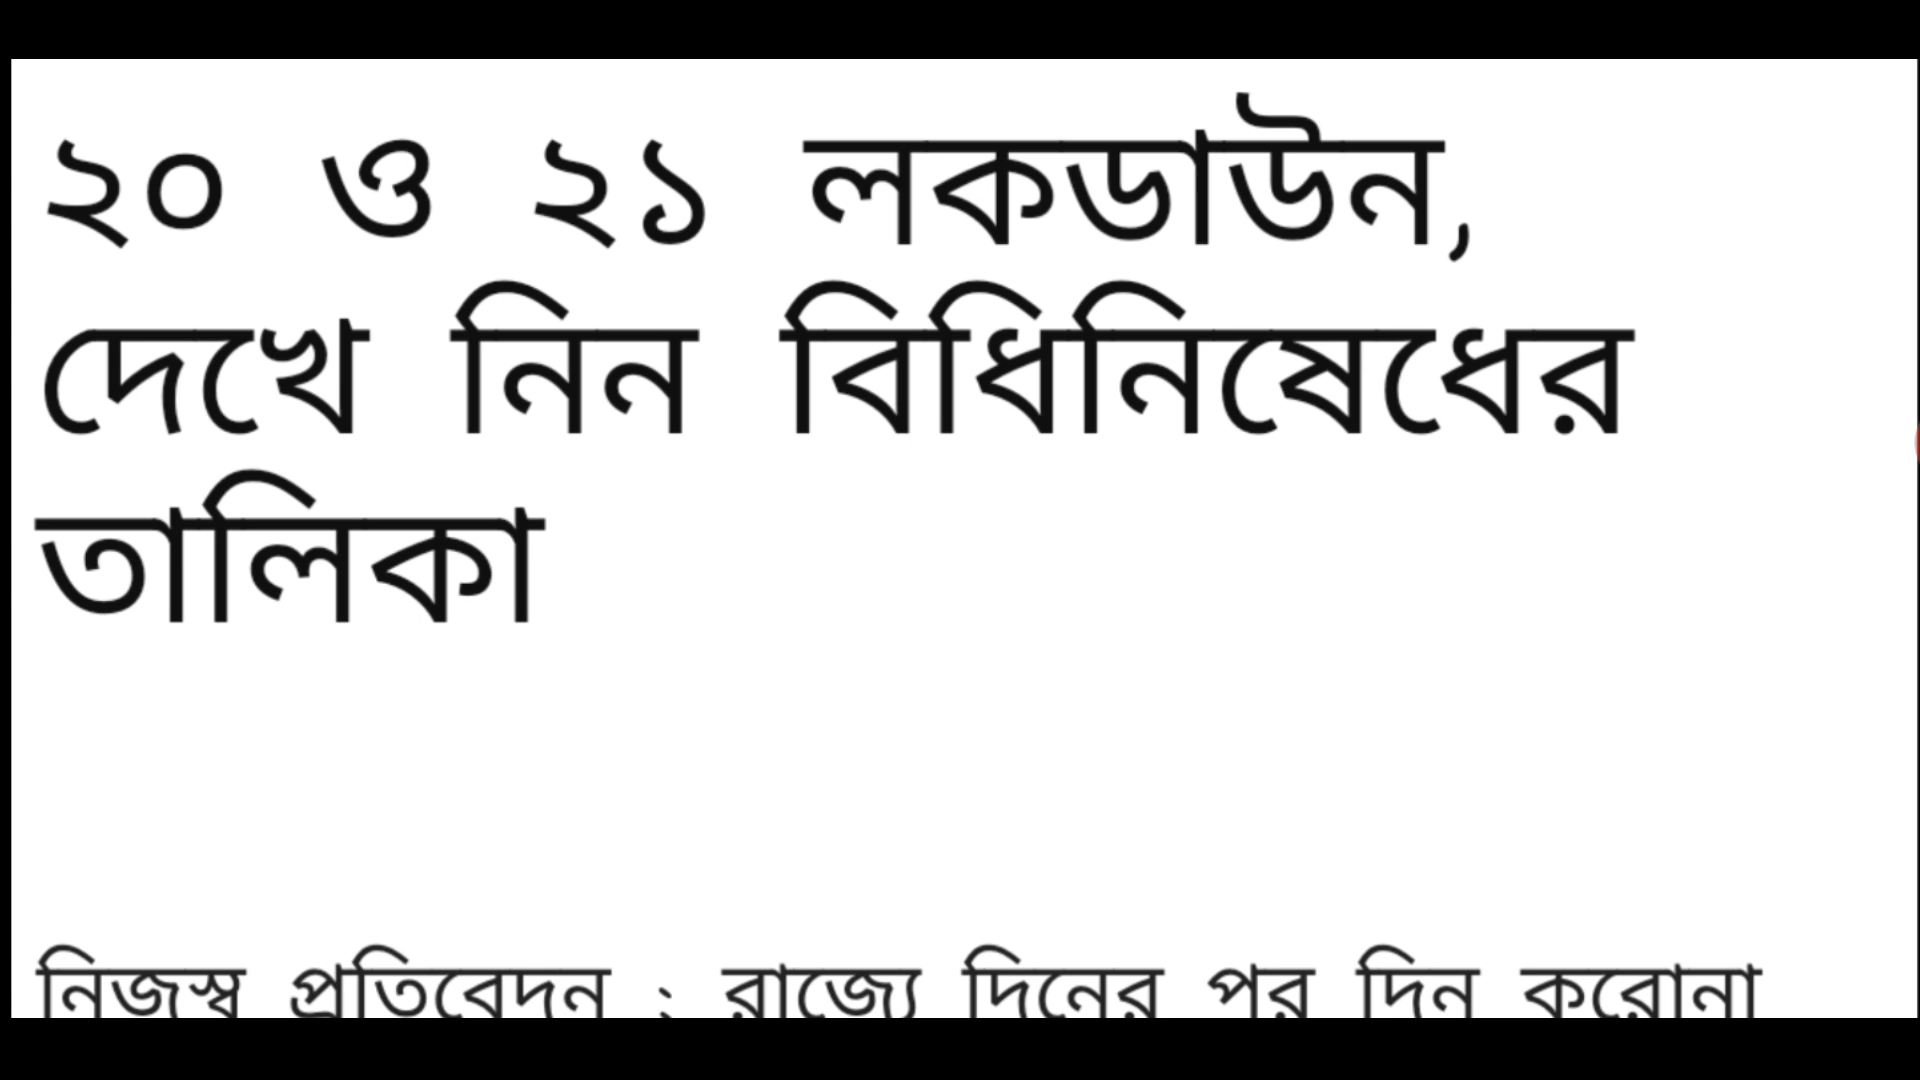 ২০ ও ২১ লকডাউন,
দেখে নিন বিধিনিষেধের
তালিকা
নিজস্ব প্রতিবেদন : রাজ্যে দিনের পর দিন করোনা